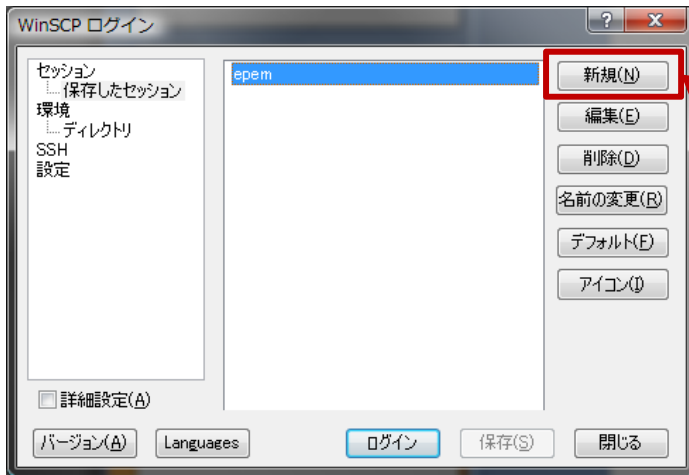 WinSCP ログイン
セッション
保存したセッション
環境
ディレクトリ
SSH
設定
epem
新規(N)
編集(E)
削除(D)
名前の変更(R)
デフォルト(F)
アイコン(I)
詳細設定(A)
バージョン(A)
Languages
ログイン
保存(S)
閉じる